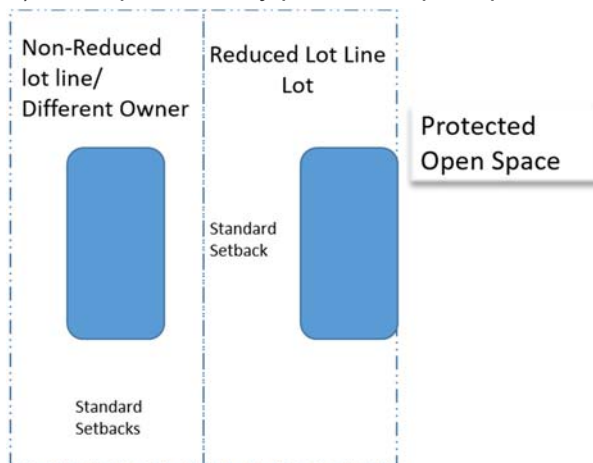 Non-Reduced
lot line/
Different Owner
Reduced Lot Line
Lot
Protected
Open Space
Standard
Setback
Standard
Setbacks